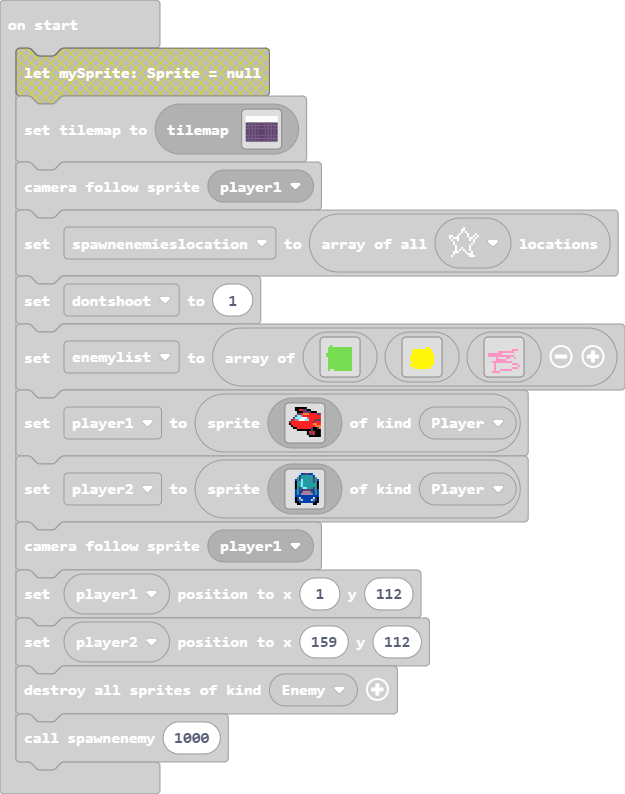 on start
let mySprite: Sprite = null
set tilemap to tilemap
camera follow sprite player1
set spawnenemieslocation to array of all locations
set dontshoot to 1
set enemylist to array of
set player1 to sprite of kind Player
set player2 to sprite of kind Player
camera follow sprite player1
set player1 position to x 1 y 112
set player2 position to x 159 y 112
destroy all sprites of kind Enemy
call spawnenemy 1000